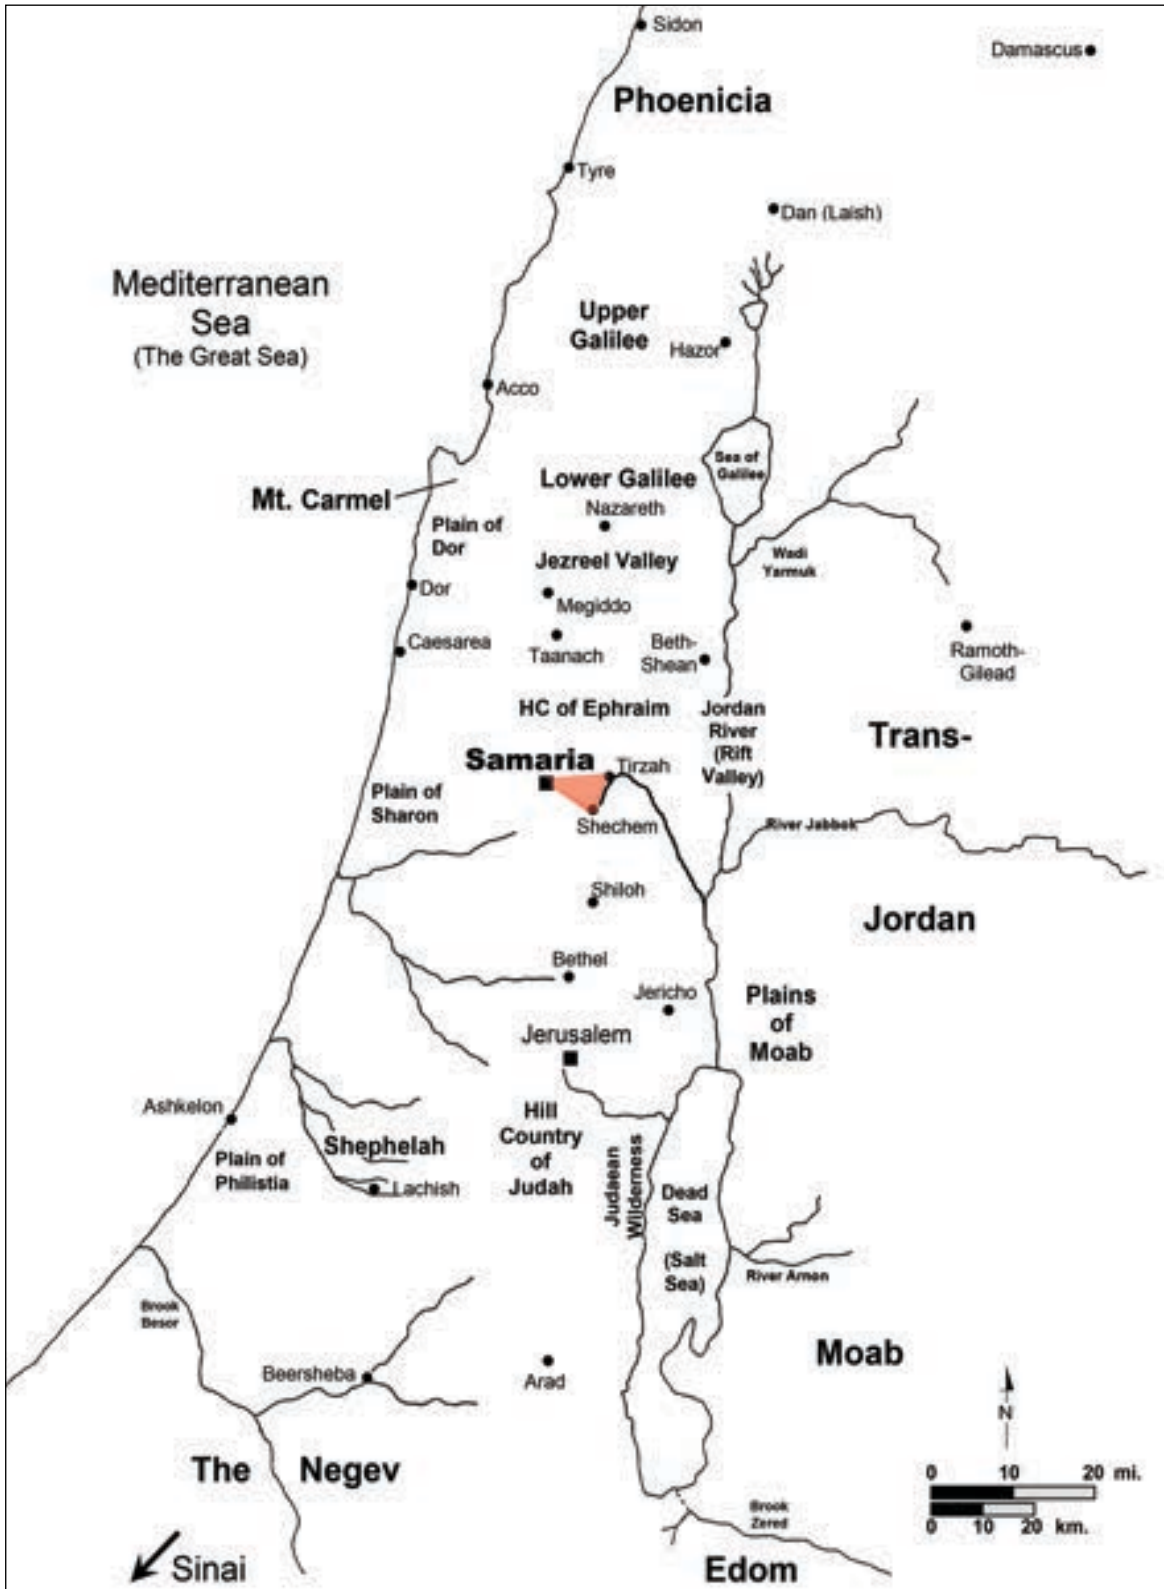 Sidon
Damascus
Phoenicia
Tyre
Dan (Laish)
Mediterranean
Sea
(The Great Sea)
Upper
Galilee
Hazor
Acco
Sea of
Galilee
Lower Galilee
Mt. Carmel
Nazareth
Plain of
Dor
Jezreel Valley
Wadi
Yarmuk
Dor
Megiddo
Caesarea
Taanach
Beth-
Shean
Ramoth-
Gilead
HC of Ephraim
Jordan
River
(Rift
Valley)
Trans-
Samaria
Tirzah
Plain of
Sharon
Shechem
River Jabbok
Shiloh
Jordan
Bethel
Jericho
Plains
of
Moab
Jerusalem
Ashkelon
Hill
Country
of
Judah
Shephelah
Plain of
Philistia
Lachish
Judaean
Wilderness
Dead
Sea
(Salt
Sea)
River Arnon
Brook
Besor
Moab
Beersheba
Arad
N
The Negev
0 10 20 mi.
0 10 20 km.
Brook
Zered
Sinai
Edom